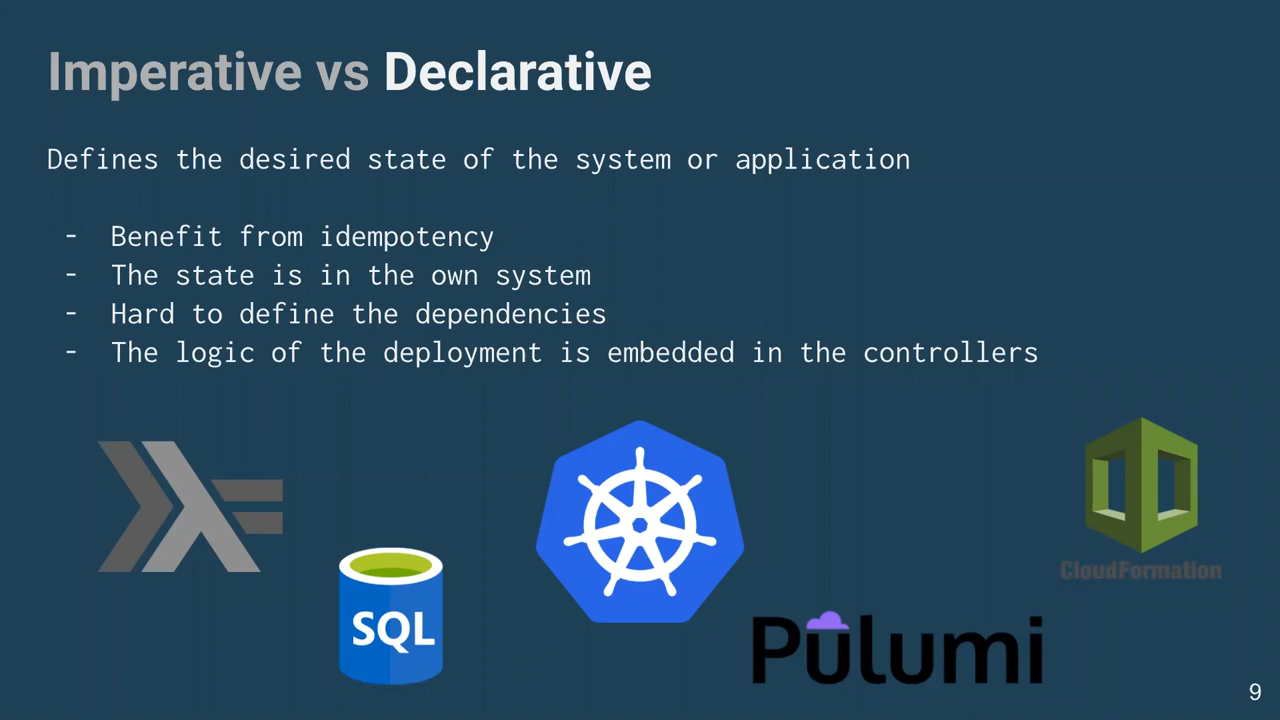 Imperative vs Declarative
Defines the desired state of the system or application
- Benefit from idempotency
- The state is in the own system
- Hard to define the dependencies
- The logic of the deployment is embedded in the controllers
SQL
CloudFormation
Pulumi
9